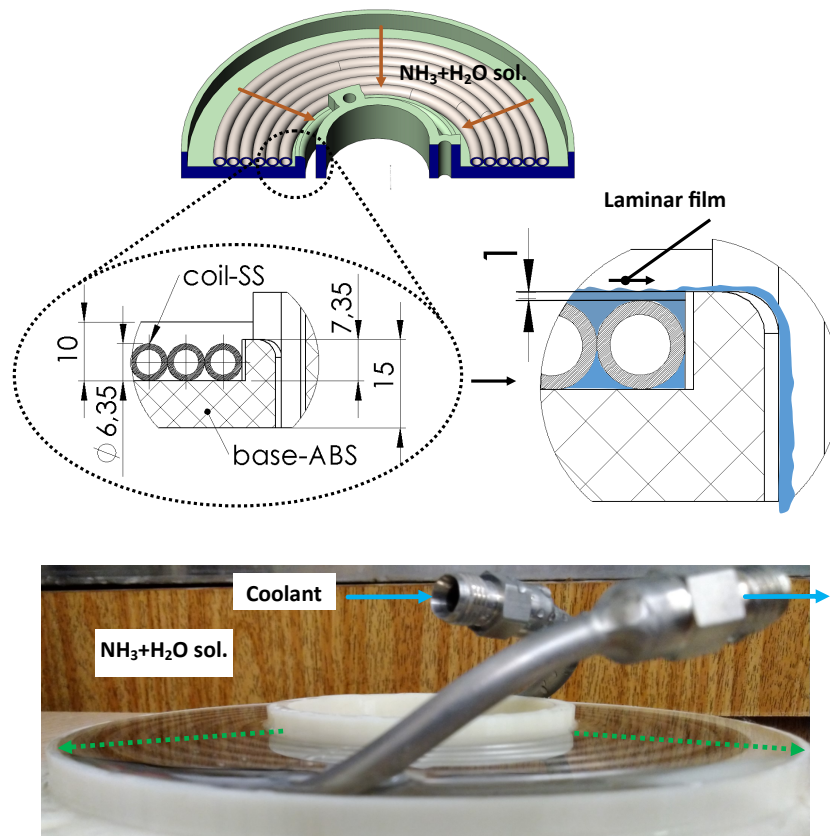 NH₃+H₂O sol.
Laminar film
coil-SS
1
7,35
10
15
⌀ 6,35
base-ABS
Coolant
NH₃+H₂O sol.